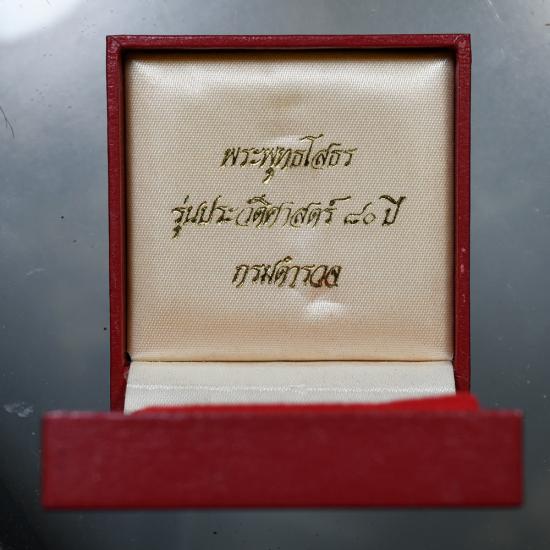 พระพุทธโสธร
รุ่นประวัติศาสตร์ ๘๐ ปี
กรมตำรวจ